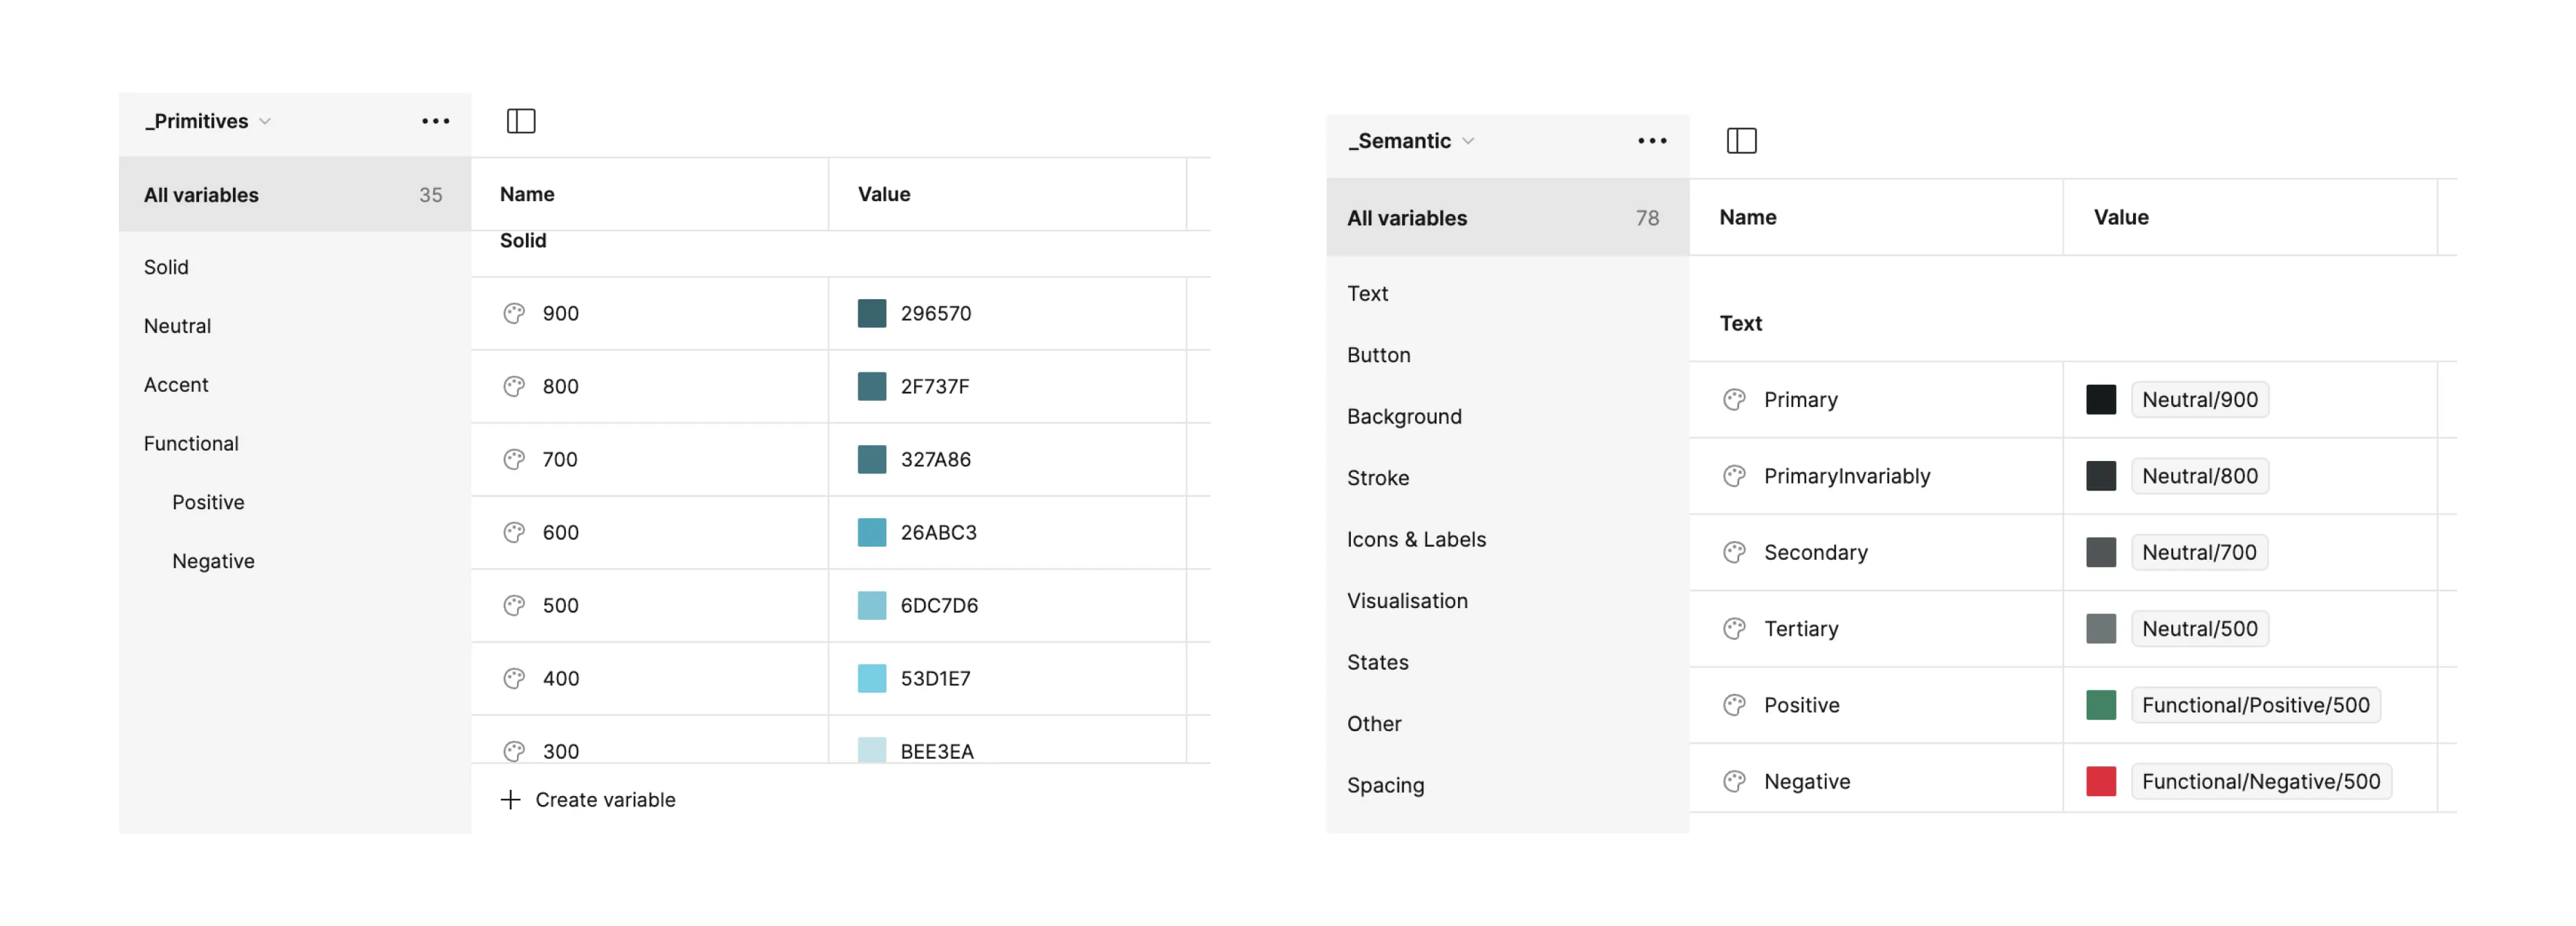 _Primitives
All variables 35
Solid
Neutral
Accent
Functional
Positive
Negative
Name Value
Solid
900 296570
800 2F737F
700 327A86
600 26ABC3
500 6DC7D6
400 53D1E7
300 BEE3EA
Create variable
_Semantic
All variables 78
Text
Button
Background
Stroke
Icons & Labels
Visualisation
States
Other
Spacing
Name Value
Text
Primary Neutral/900
PrimaryInvariably Neutral/800
Secondary Neutral/700
Tertiary Neutral/500
Positive Functional/Positive/500
Negative Functional/Negative/500